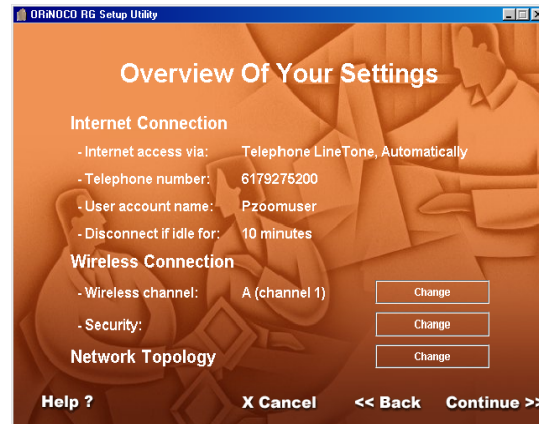 ORiNOCO RG Setup Utility
Overview Of Your Settings
Internet Connection
- Internet access via: Telephone LineTone, Automatically
- Telephone number: 6179275200
- User account name: Pzoomuser
- Disconnect if idle for: 10 minutes
Wireless Connection
- Wireless channel: A (channel 1) Change
- Security: Change
Network Topology Change
Help ? X Cancel << Back Continue >>